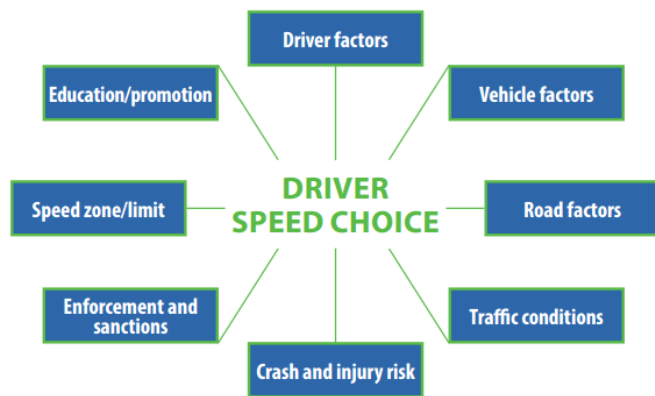 Driver factors
Education/promotion
Vehicle factors
DRIVER
SPEED CHOICE
Speed zone/limit
Road factors
Enforcement and
sanctions
Traffic conditions
Crash and injury risk